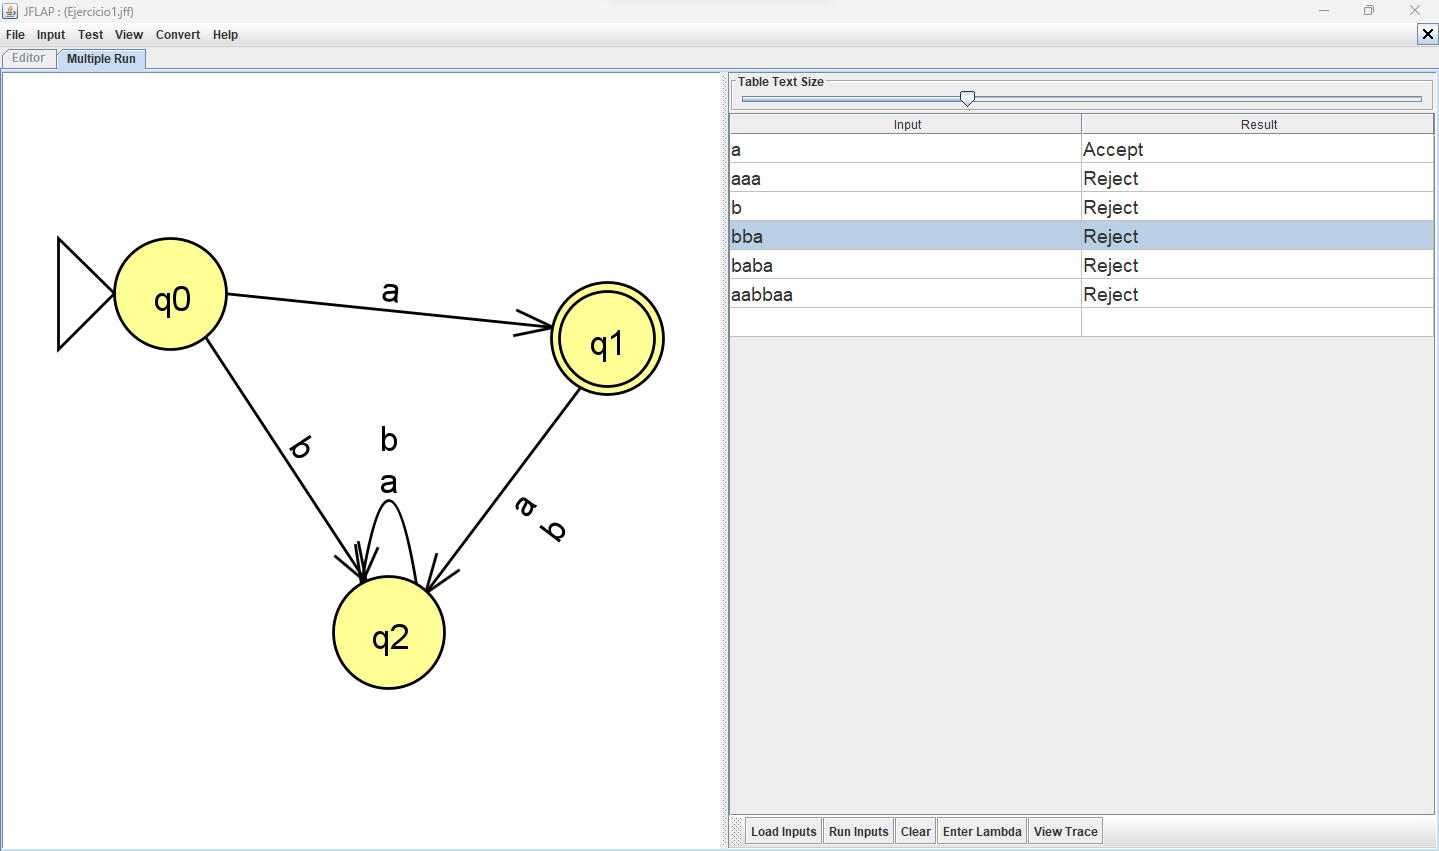 JFLAP : (Ejercicio1.jff)
File Input Test View Convert Help
Editor Multiple Run
Table Text Size
Input Result
a Accept
aaa Reject
b Reject
bba Reject
baba Reject
aabbaa Reject
q0
a
q1
b
b
a
a
b
q2
Load Inputs Run Inputs Clear Enter Lambda View Trace